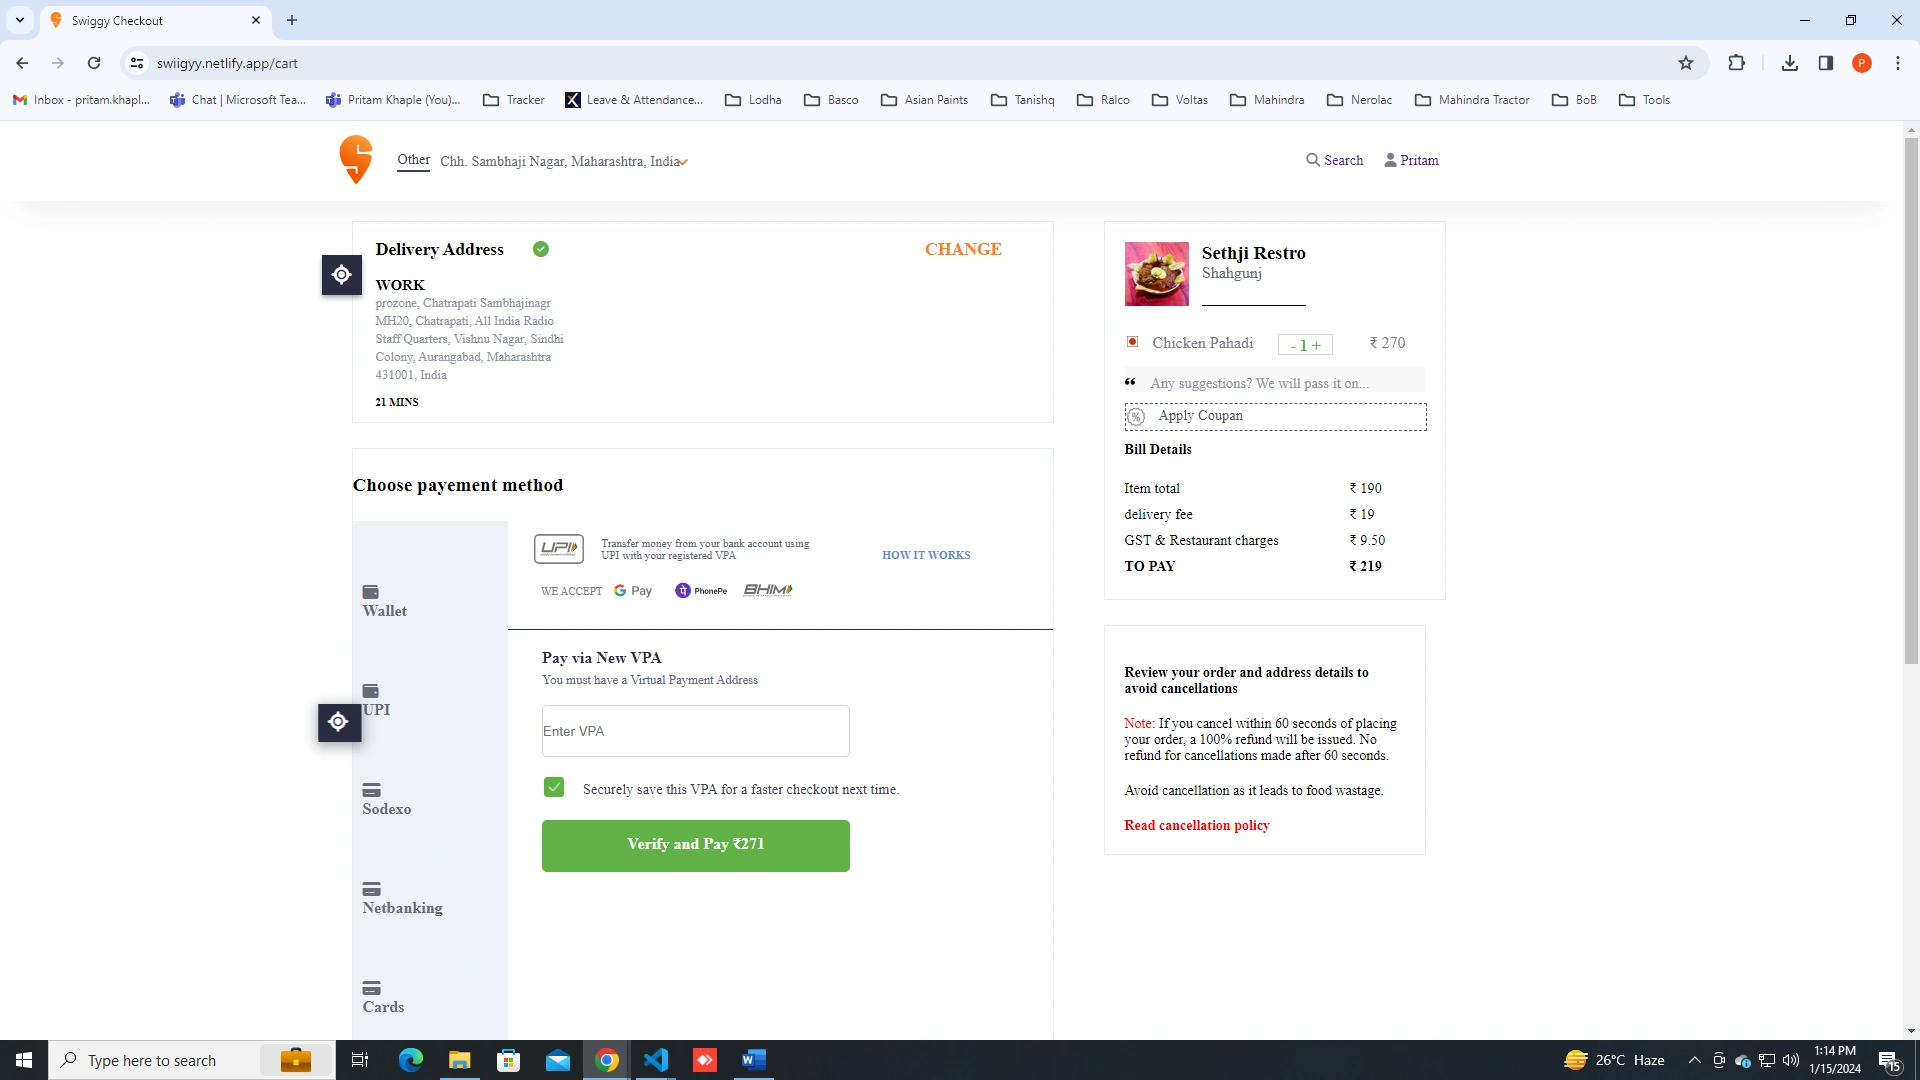 Swiggy Checkout
swiigyy.netlify.app/cart
P
Inbox - pritam.khapl...
Chat | Microsoft Tea...
Pritam Khaple (You)...
Tracker
Leave & Attendance...
Lodha
Basco
Asian Paints
Tanishq
Ralco
Voltas
Mahindra
Nerolac
Mahindra Tractor
BoB
Tools
Other
Chh. Sambhaji Nagar, Maharashtra, India
Search
Pritam
Delivery Address
CHANGE
WORK
prozone, Chatrapati Sambhajinagr
MH20, Chatrapati, All India Radio
Staff Quarters, Vishnu Nagar, Sindhi
Colony, Aurangabad, Maharashtra
431001, India
21 MINS
Choose payement method
Wallet
UPI
Sodexo
Netbanking
Cards
UPI
Transfer money from your bank account using
UPI with your registered VPA
HOW IT WORKS
WE ACCEPT
G Pay
PhonePe
BHIM
Pay via New VPA
You must have a Virtual Payment Address
Enter VPA
Securely save this VPA for a faster checkout next time.
Verify and Pay ₹271
Sethji Restro
Shahgunj
Chicken Pahadi
- 1 +
₹ 270
❝ Any suggestions? We will pass it on...
% Apply Coupan
Bill Details
Item total ₹ 190
delivery fee ₹ 19
GST & Restaurant charges ₹ 9.50
TO PAY ₹ 219
Review your order and address details to
avoid cancellations
Note: If you cancel within 60 seconds of placing
your order, a 100% refund will be issued. No
refund for cancellations made after 60 seconds.
Avoid cancellation as it leads to food wastage.
Read cancellation policy
Type here to search
26°C Haze
1:14 PM
1/15/2024
15